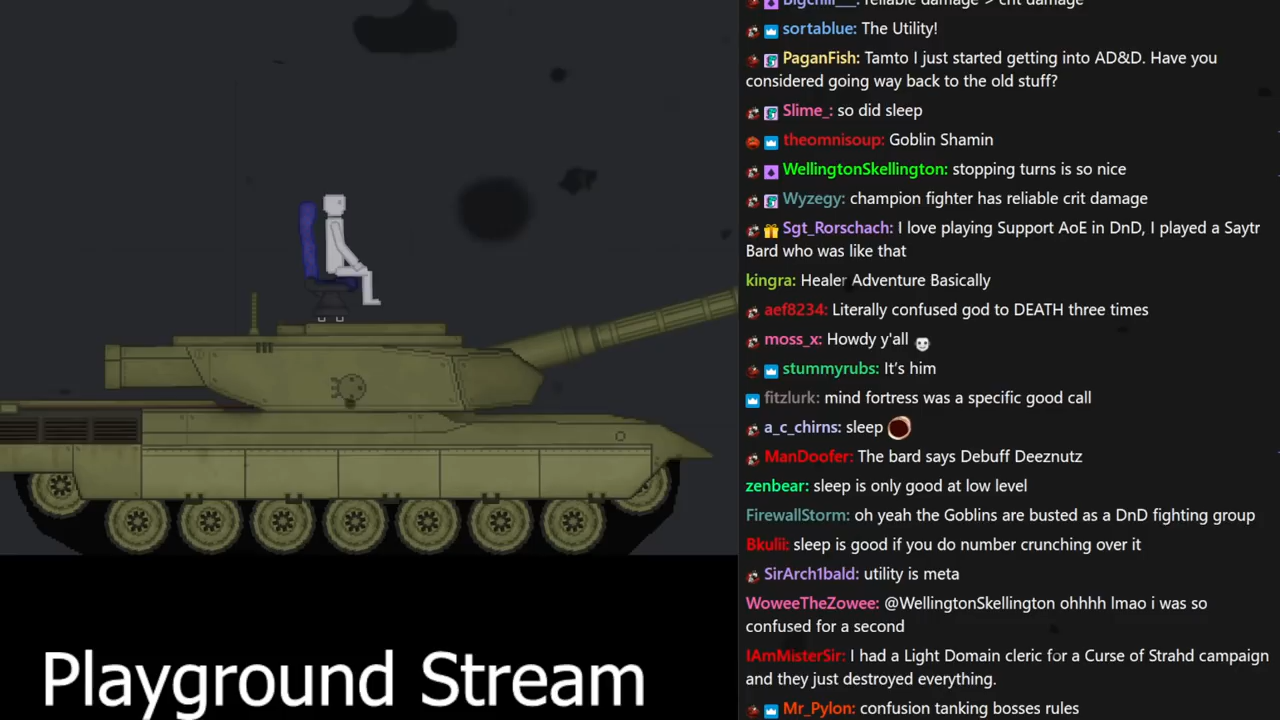 Bigchill___: reliable damage > crit damage
sortablue: The Utility!
PaganFish: Tamto I just started getting into AD&D. Have you
considered going way back to the old stuff?
Slime_: so did sleep
theomnisoup: Goblin Shamin
WellingtonSkellington: stopping turns is so nice
Wyzegy: champion fighter has reliable crit damage
Sgt_Rorschach: I love playing Support AoE in DnD, I played a Saytr
Bard who was like that
kingra: Healer Adventure Basically
aef8234: Literally confused god to DEATH three times
moss_x: Howdy y'all
stummyrubs: It's him
fitzlurk: mind fortress was a specific good call
a_c_chirns: sleep
ManDoofer: The bard says Debuff Deeznutz
zenbear: sleep is only good at low level
FirewallStorm: oh yeah the Goblins are busted as a DnD fighting group
Bkulii: sleep is good if you do number crunching over it
SirArch1bald: utility is meta
WoweeTheZowee: @WellingtonSkellington ohhhh lmao i was so
confused for a second
IAmMisterSir: I had a Light Domain cleric for a Curse of Strahd campaign
and they just destroyed everything.
Mr_Pylon: confusion tanking bosses rules
Playground Stream